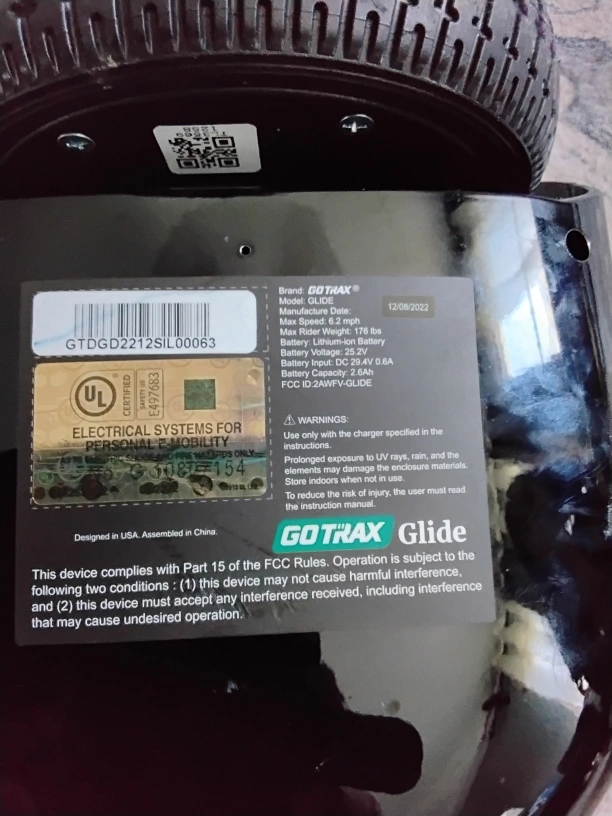 GTDGD2212SIL00063
UL
CERTIFIED
SAFETY US
E497683
ELECTRICAL SYSTEMS FOR
PERSONAL E-MOBILITY
FIRE HAZARDS ONLY
154
Designed in USA. Assembled in China.
Brand: GOTRAX®
Model: GLIDE
Manufacture Date: 12/08/2022
Max Speed: 6.2 mph
Max Rider Weight: 176 lbs
Battery: Lithium-ion Battery
Battery Voltage: 25.2V
Battery Input: DC 29.4V 0.6A
Battery Capacity: 2.6Ah
FCC ID:2AWFV-GLIDE
WARNINGS:
Use only with the charger specified in the
instructions.
Prolonged exposure to UV rays, rain, and the
elements may damage the enclosure materials.
Store indoors when not in use.
To reduce the risk of injury, the user must read
the instruction manual.
GOTRAX Glide
This device complies with Part 15 of the FCC Rules. Operation is subject to the
following two conditions : (1) this device may not cause harmful interference,
and (2) this device must accept any interference received, including interference
that may cause undesired operation.